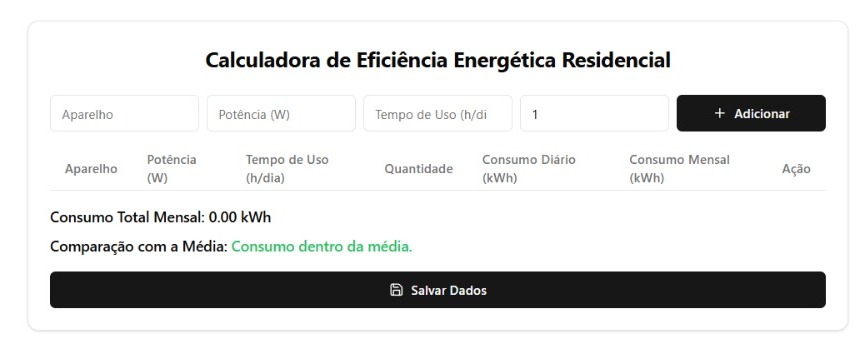 Calculadora de Eficiência Energética Residencial
Aparelho Potência (W) Tempo de Uso (h/di 1 + Adicionar
Aparelho Potência (W) Tempo de Uso (h/dia) Quantidade Consumo Diário (kWh) Consumo Mensal (kWh) Ação
Consumo Total Mensal: 0.00 kWh
Comparação com a Média: Consumo dentro da média.
Salvar Dados